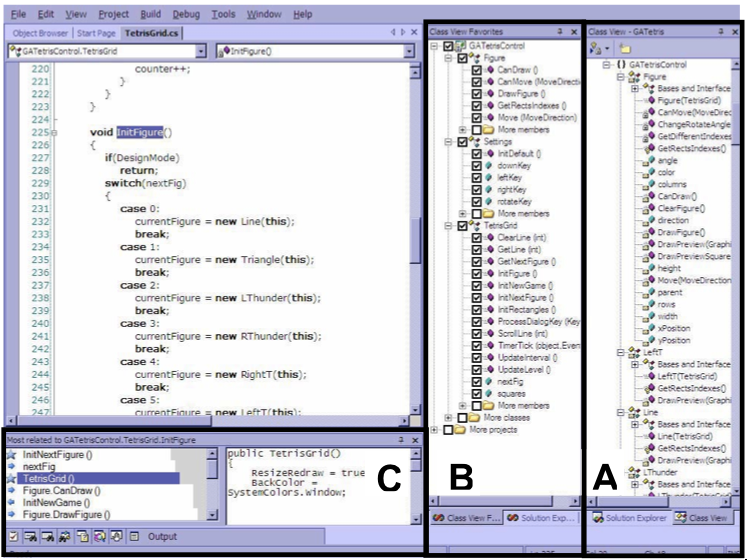 File Edit View Project Build Debug Tools Window Help
Object Browser | Start Page TetrisGrid.cs
GATetrisControl.TetrisGrid
InitFigure()
220 counter++;
221 }
222 }
223 }
224
225 void InitFigure()
226 {
227 if(DesignMode)
228 return;
229 switch(nextFig)
230 {
231 case 0:
232 currentFigure = new Line(this);
233 break;
234 case 1:
235 currentFigure = new Triangle(this);
236 break;
237 case 2:
238 currentFigure = new LThunder(this);
239 break;
240 case 3:
241 currentFigure = new RThunder(this);
242 break;
243 case 4:
244 currentFigure = new RightT(this);
245 break;
246 case 5:
247 currentFigure = new LeftT(this);
Most related to GATetrisControl.TetrisGrid.InitFigure
InitNextFigure ()
nextFig
TetrisGrid ()
Figure.CanDraw ()
InitNewGame ()
Figure.DrawFigure ()
public TetrisGrid()
{
ResizeRedraw = true
BackColor =
SystemColors.Window;
C
Output
Class View Favorites
GATetrisControl
Figure
CanDraw ()
CanMove (MoveDirecti
DrawFigure ()
GetRectsIndexes ()
Move (MoveDirection)
More members
Settings
InitDefault ()
downKey
leftKey
rightKey
rotateKey
More members
TetrisGrid
ClearLine (int)
GetLine (int)
GetNextFigure ()
InitFigure ()
InitNewGame ()
InitNextFigure ()
InitRectangles ()
ProcessDialogKey (Key
ScrollLine (int)
TimerTick (object,Even
UpdateInterval ()
UpdateLevel ()
nextFig
squares
More members
More classes
More projects
B
Class View F... Solution Exp...
Class View - GATetris
{} GATetrisControl
Figure
Bases and Interface
Figure(TetrisGrid)
CanMove(MoveDirec
ChangeRotateAngle
GetDifferentIndexes
GetRectsIndexes()
angle
color
columns
CanDraw()
ClearFigure()
direction
DrawFigure()
DrawPreview(Graphi
DrawPreviewSquare
height
Move(MoveDirection
parent
rows
width
xPosition
yPosition
LeftT
Bases and Interface
LeftT(TetrisGrid)
GetRectsIndexes()
DrawPreview(Graphi
Line
Bases and Interface
Line(TetrisGrid)
GetRectsIndexes()
DrawPreview(Graphi
LThunder
Bases and Interface
LThunder(TetrisGrid
A
Solution Explorer Class View